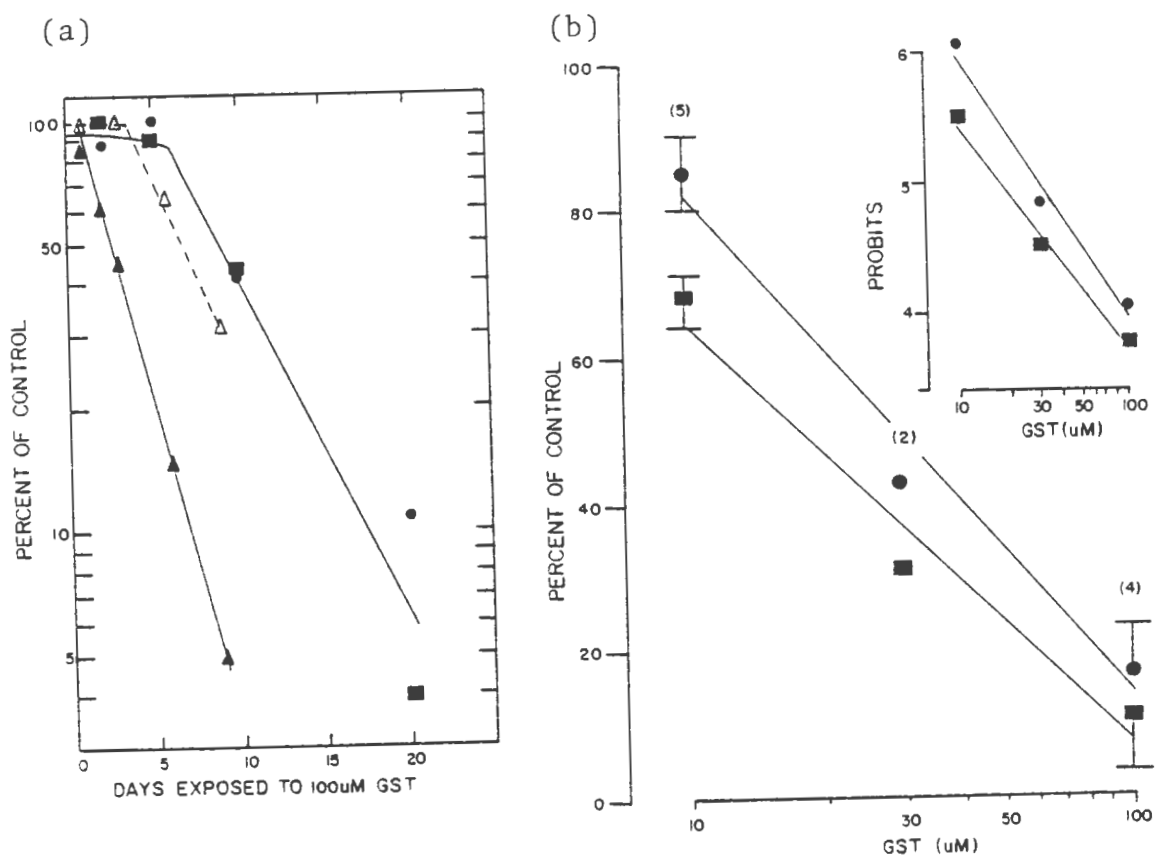 (a)
100
50
10
5
PERCENT OF CONTROL
0 5 10 15 20
DAYS EXPOSED TO 100uM GST
(b)
100
80
60
40
20
0
PERCENT OF CONTROL
(5)
(2)
(4)
10 30 50 100
GST (uM)
6
5
4
PROBITS
10 30 50 100
GST(uM)